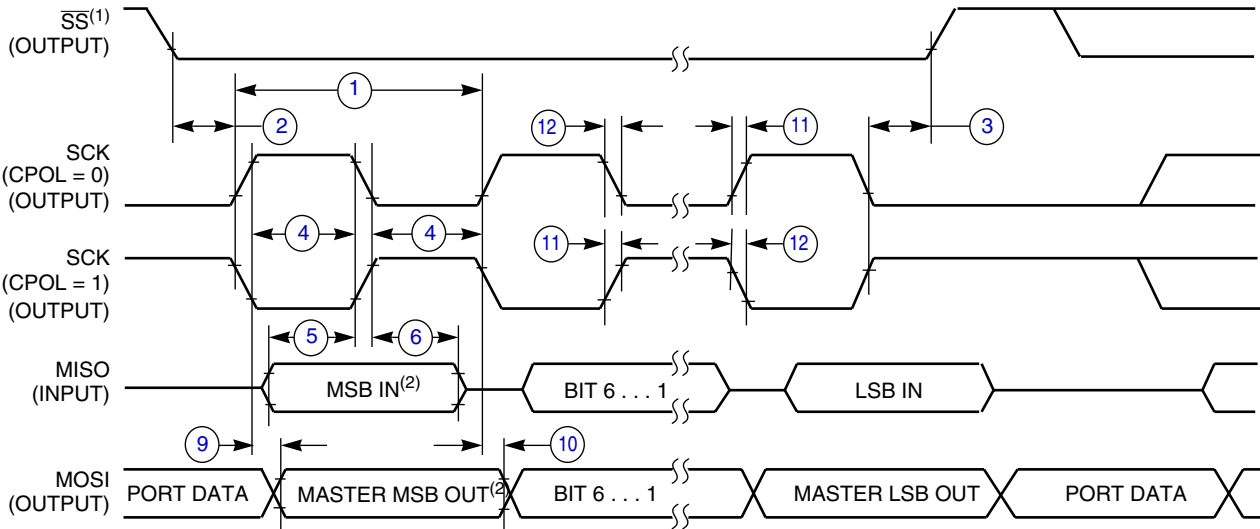 SS(1)
(OUTPUT)
1
2
12
11
3
SCK
(CPOL = 0)
(OUTPUT)
4
4
11
12
SCK
(CPOL = 1)
(OUTPUT)
5
6
MISO
(INPUT)
MSB IN(2)
BIT 6 . . . 1
LSB IN
9
10
MOSI
(OUTPUT)
PORT DATA
MASTER MSB OUT(2
BIT 6 . . . 1
MASTER LSB OUT
PORT DATA